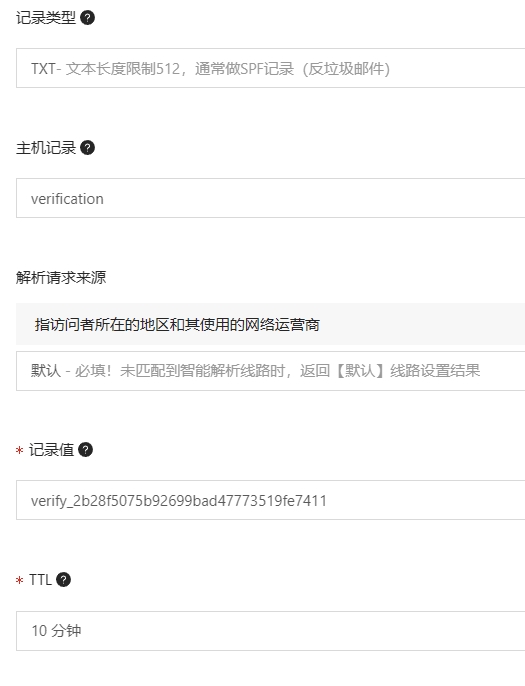 记录类型 ?
TXT- 文本长度限制512，通常做SPF记录（反垃圾邮件）
主机记录 ?
verification
解析请求来源
指访问者所在的地区和其使用的网络运营商
默认 - 必填！未匹配到智能解析线路时，返回【默认】线路设置结果
* 记录值 ?
verify_2b28f5075b92699bad47773519fe7411
* TTL ?
10 分钟